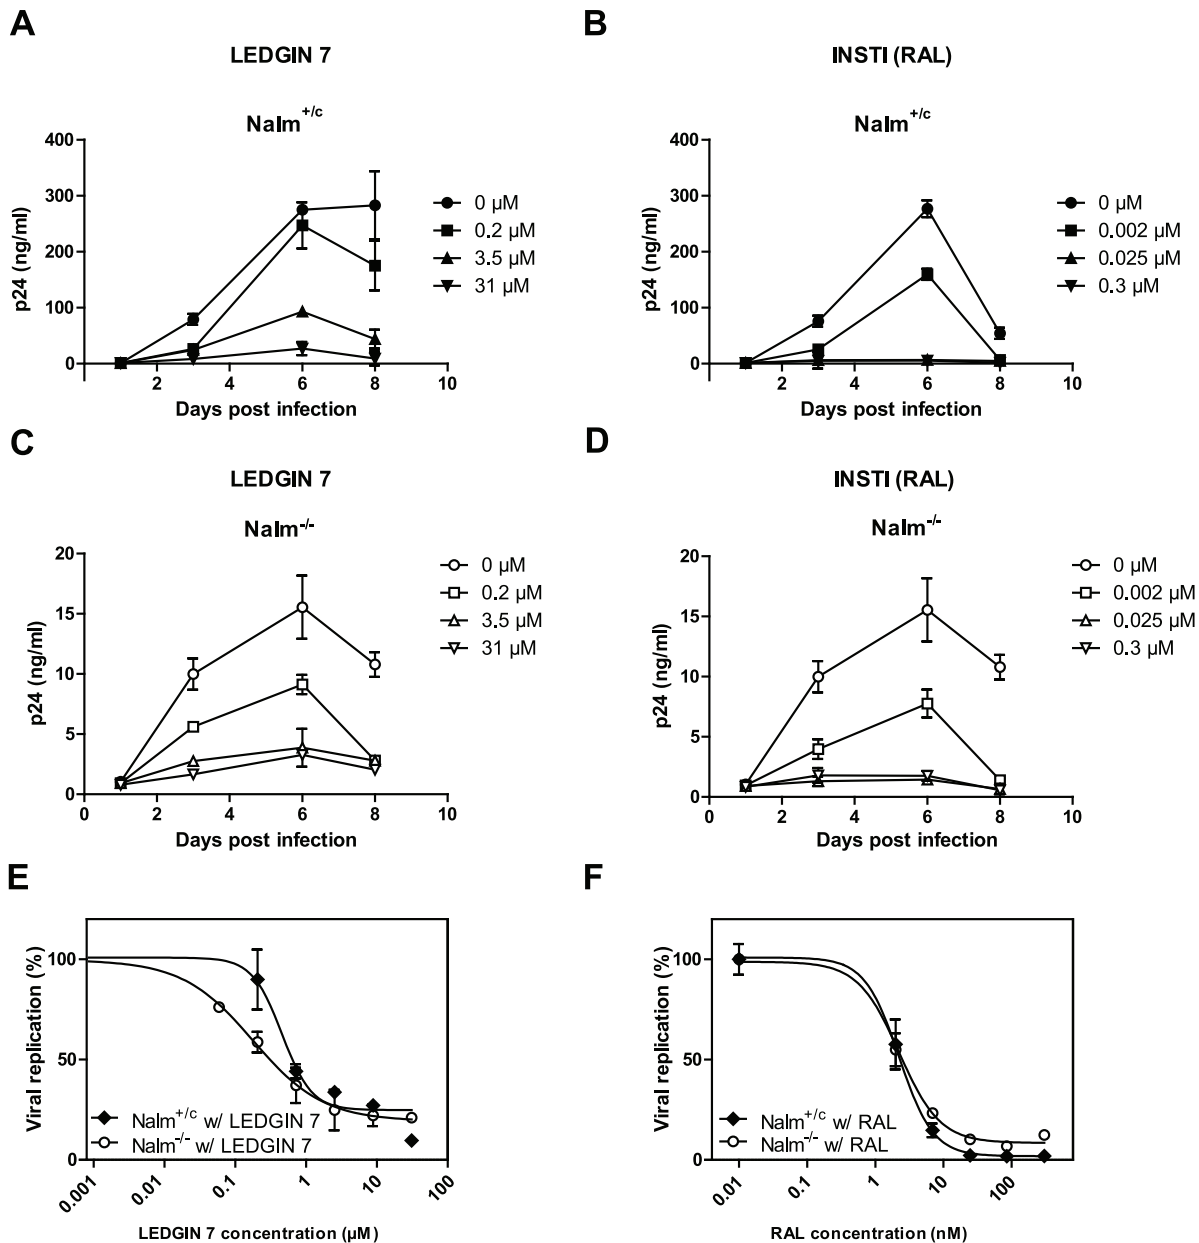 A
LEDGIN 7
Nalm+/c
400
300
200
100
0
p24 (ng/ml)
2 4 6 8 10
Days post infection
0 µM
0.2 µM
3.5 µM
31 µM
B
INSTI (RAL)
Nalm+/c
400
300
200
100
0
p24 (ng/ml)
2 4 6 8 10
Days post infection
0 µM
0.002 µM
0.025 µM
0.3 µM
C
LEDGIN 7
Nalm-/-
20
15
10
5
0
p24 (ng/ml)
0 2 4 6 8 10
Days post infection
0 µM
0.2 µM
3.5 µM
31 µM
D
INSTI (RAL)
Nalm-/-
20
15
10
5
0
p24 (ng/ml)
0 2 4 6 8 10
Days post infection
0 µM
0.002 µM
0.025 µM
0.3 µM
E
100
50
0
Viral replication (%)
Nalm+/c w/ LEDGIN 7
Nalm-/- w/ LEDGIN 7
0.001 0.01 0.1 1 10 100
LEDGIN 7 concentration (µM)
F
100
50
0
Viral replication (%)
Nalm+/c w/ RAL
Nalm-/- w/ RAL
0.01 0.1 1 10 100
RAL concentration (nM)